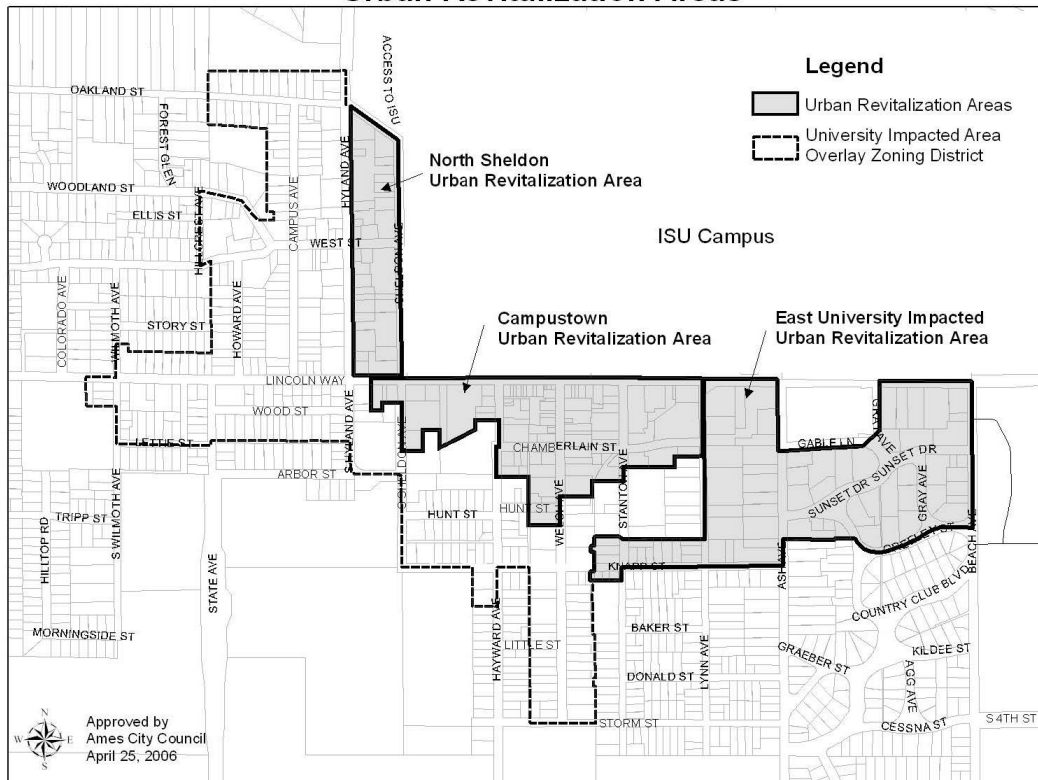 Urban Revitalization Areas
Legend
Urban Revitalization Areas
University Impacted Area
Overlay Zoning District
North Sheldon
Urban Revitalization Area
ISU Campus
Campustown
Urban Revitalization Area
East University Impacted
Urban Revitalization Area
ACCESS TO ISU
OAKLAND ST
FOREST GLEN
HYLAND AVE
WOODLAND ST
ELLIS ST
HILLCREST AVE
CAMPUS AVE
WEST ST
SHELDON AVE
COLORADO AVE
WILMOTH AVE
STORY ST
HOWARD AVE
LINCOLN WAY
WOOD ST
LETTIE ST
S HYLAND AVE
ARBOR ST
S SHELDON AVE
CHAMBERLAIN ST
HUNT ST
HUNT ST
WELCH AVE
STANTON AVE
GABLE LN
GRAY AVE
SUNSET DR
SUNSET DR
GRAY AVE
BEACH AVE
TRIPP ST
HILLTOP RD
S WILMOTH AVE
STATE AVE
MORNINGSIDE ST
KNAPP ST
ASH AVE
COUNTRY CLUB BLVD
HAYWARD AVE
LITTLE ST
BAKER ST
LYNN AVE
DONALD ST
GRAEBER ST
KILDEE ST
AGG AVE
STORM ST
CESSNA ST
S 4TH ST
N
W
E
S
Approved by
Ames City Council
April 25, 2006